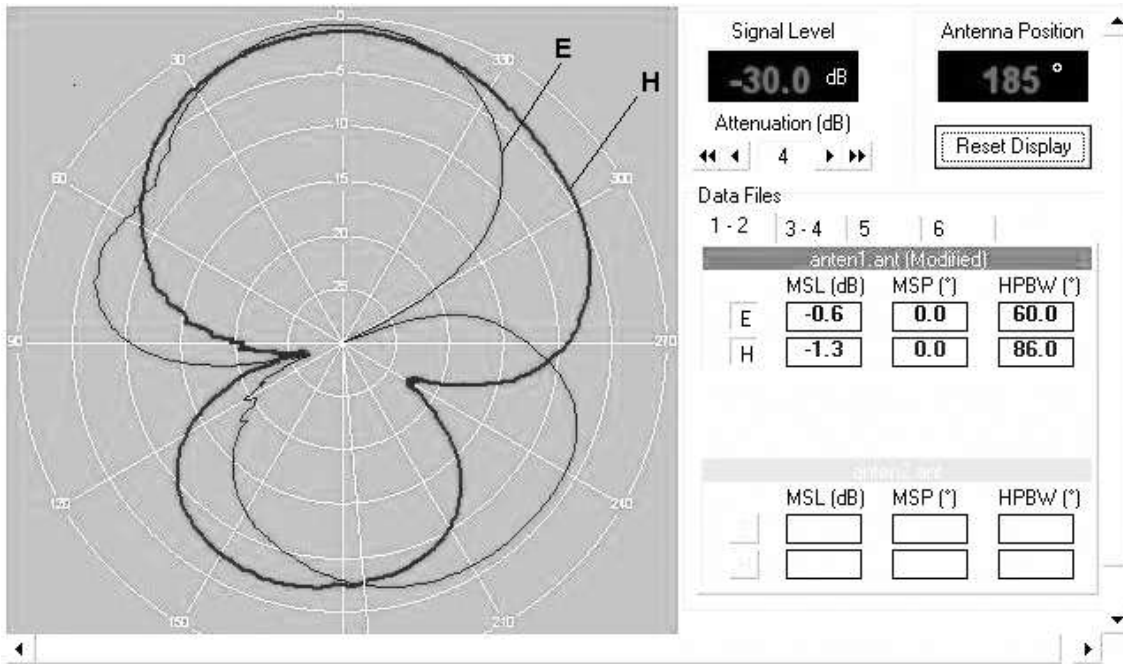 0
30
330
5
E
H
10
15
60
300
20
25
90
270
120
240
150
210
Signal Level
-30.0 dB
Attenuation (dB)
4
Antenna Position
185 °
Reset Display
Data Files
1 - 2 3 - 4 5 6
anten1.ant (Modified)
MSL (dB) MSP (°) HPBW (°)
E -0.6 0.0 60.0
H -1.3 0.0 86.0
anten2.ant
MSL (dB) MSP (°) HPBW (°)